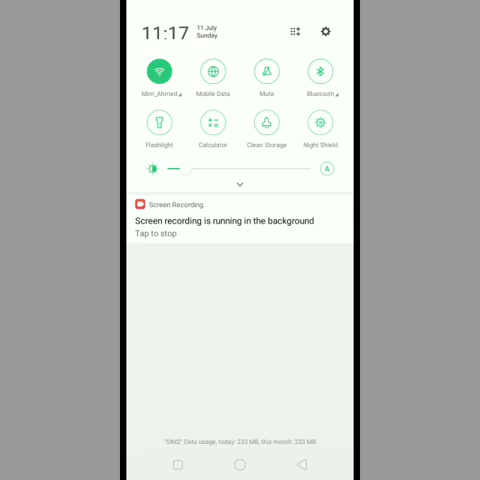 11:17
11 July
Sunday
Mim_Ahmed
Mobile Data
Mute
Bluetooth
Flashlight
Calculator
Clean Storage
Night Shield
A
Screen Recording
Screen recording is running in the background
Tap to stop
"SIM2" Data usage, today: 233 MB, this month: 233 MB